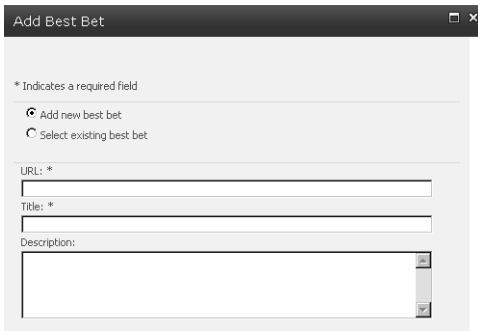 Add Best Bet
* Indicates a required field
Add new best bet
Select existing best bet
URL: *
Title: *
Description: